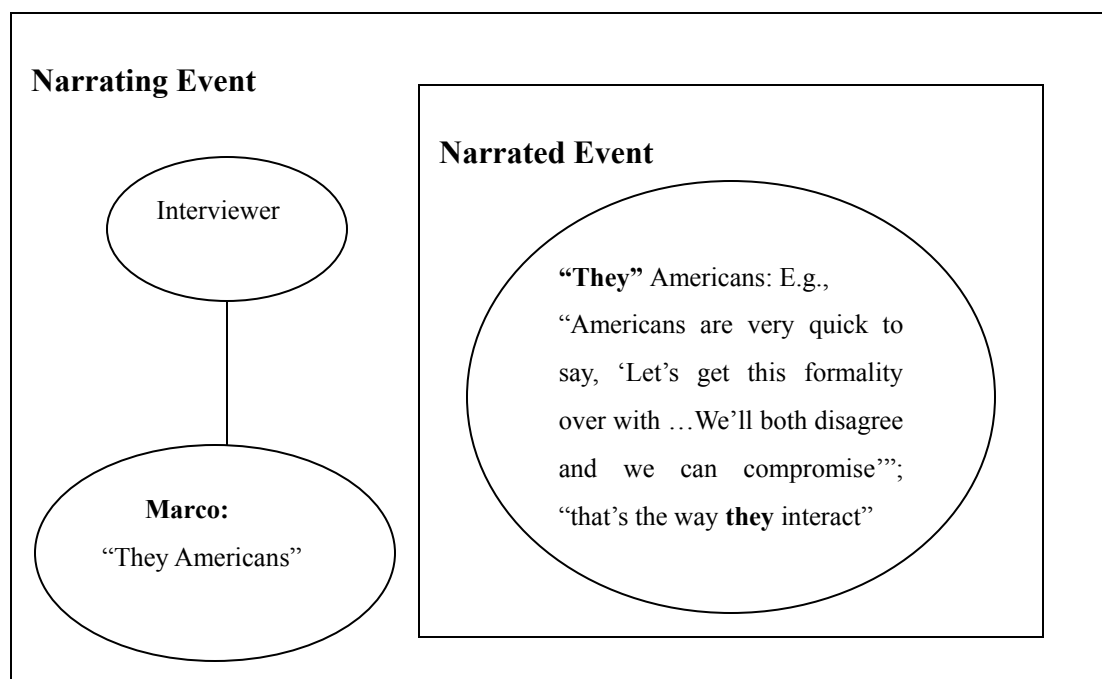 Narrating Event
Narrated Event
Interviewer
“They” Americans: E.g.,
“Americans are very quick to
say, ‘Let’s get this formality
over with …We’ll both disagree
and we can compromise’”;
“that’s the way they interact”
Marco:
“They Americans”